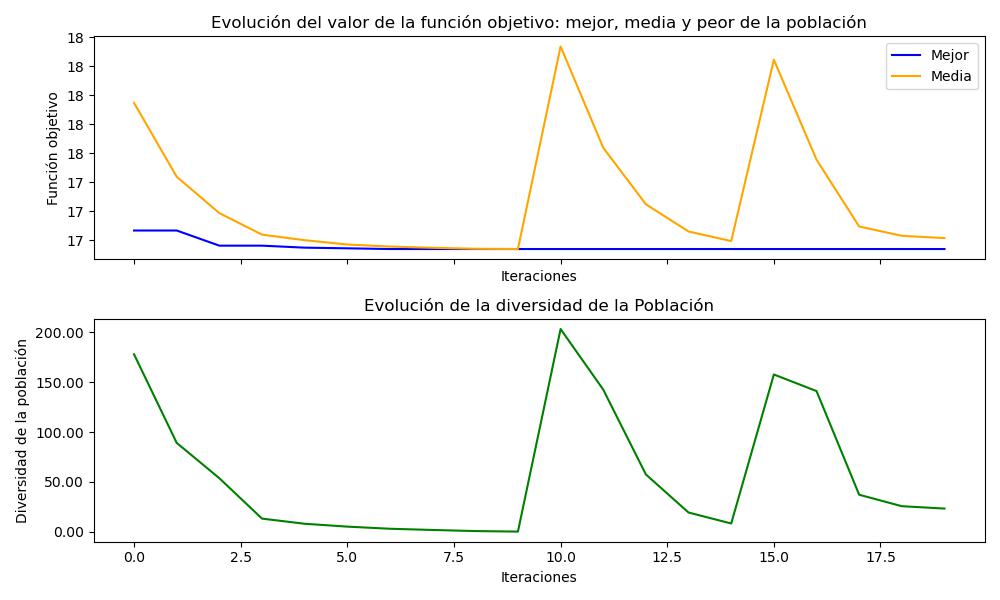 Evolución del valor de la función objetivo: mejor, media y peor de la población
18
18
18
18
18
17
17
17
Función objetivo
Mejor
Media
Iteraciones
Evolución de la diversidad de la Población
200.00
150.00
100.00
50.00
0.00
Diversidad de la población
0.0 2.5 5.0 7.5 10.0 12.5 15.0 17.5
Iteraciones